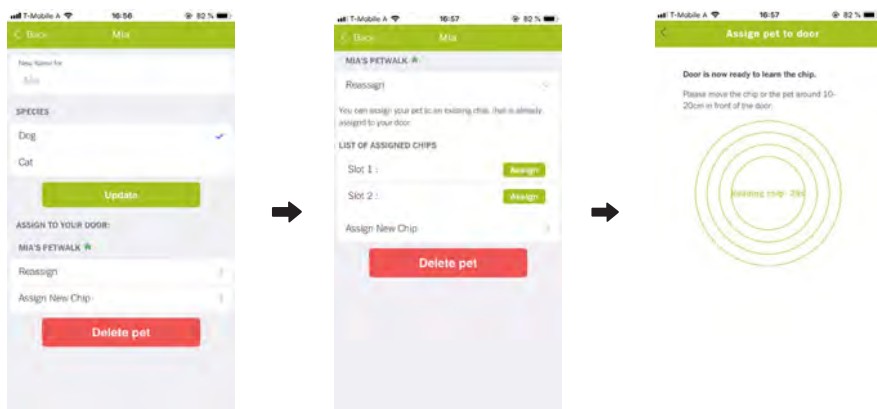 T-Mobile A 16:56 82 %
Back Mia
New Name for
Mia
SPECIES
Dog
Cat
Update
ASSIGN TO YOUR DOOR:
MIA'S PETWALK
Reassign
Assign New Chip
Delete pet
T-Mobile A 16:57 82 %
Back Mia
MIA'S PETWALK
Reassign
You can assign your pet to an existing chip, that is already
assigned to your door.
LIST OF ASSIGNED CHIPS
Slot 1 : Assign
Slot 2 : Assign
Assign New Chip
Delete pet
T-Mobile A 16:57 82 %
Assign pet to door
Door is now ready to learn the chip.
Please move the chip or the pet around 10-
20cm in front of the door.
Reading chip